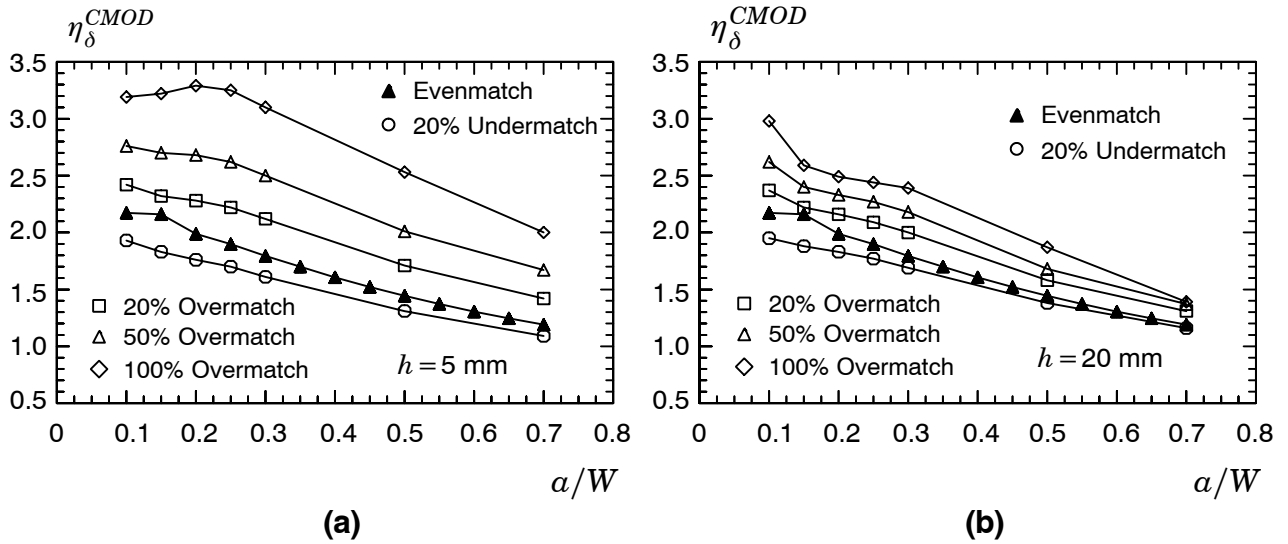 η_δ^{CMOD}
3.5
3.0
2.5
2.0
1.5
1.0
0.5
0 0.1 0.2 0.3 0.4 0.5 0.6 0.7 0.8
Evenmatch
20% Undermatch
20% Overmatch
50% Overmatch
100% Overmatch
h = 5 mm
a/W
(a)
η_δ^{CMOD}
3.5
3.0
2.5
2.0
1.5
1.0
0.5
0 0.1 0.2 0.3 0.4 0.5 0.6 0.7 0.8
Evenmatch
20% Undermatch
20% Overmatch
50% Overmatch
100% Overmatch
h = 20 mm
a/W
(b)